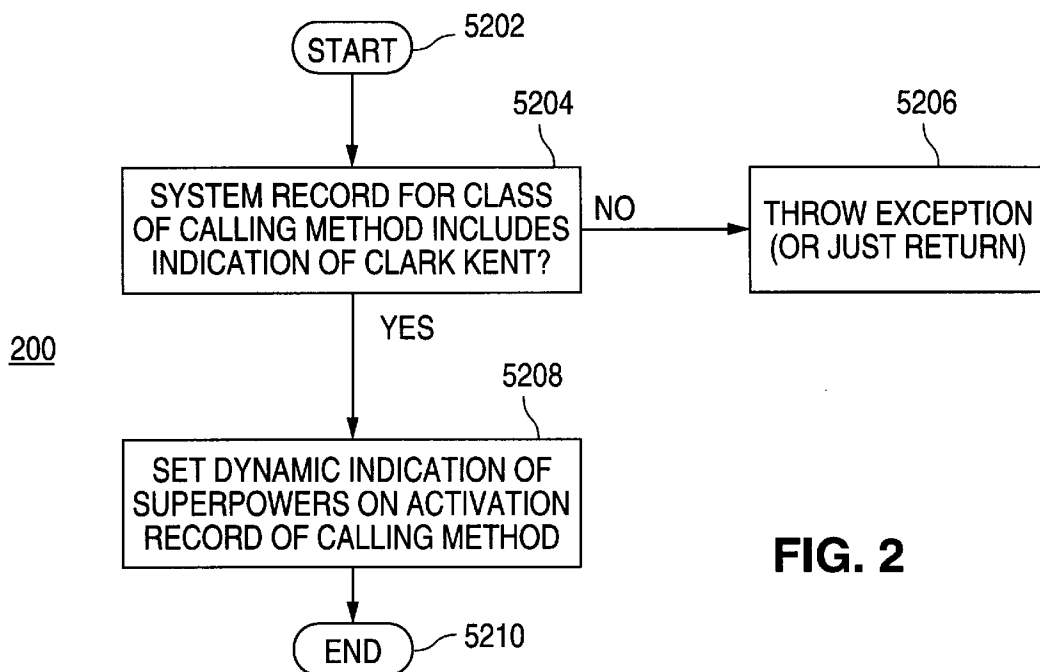 START
5202
5204
SYSTEM RECORD FOR CLASS
OF CALLING METHOD INCLUDES
INDICATION OF CLARK KENT?
NO
5206
THROW EXCEPTION
(OR JUST RETURN)
YES
200
5208
SET DYNAMIC INDICATION OF
SUPERPOWERS ON ACTIVATION
RECORD OF CALLING METHOD
FIG. 2
END
5210